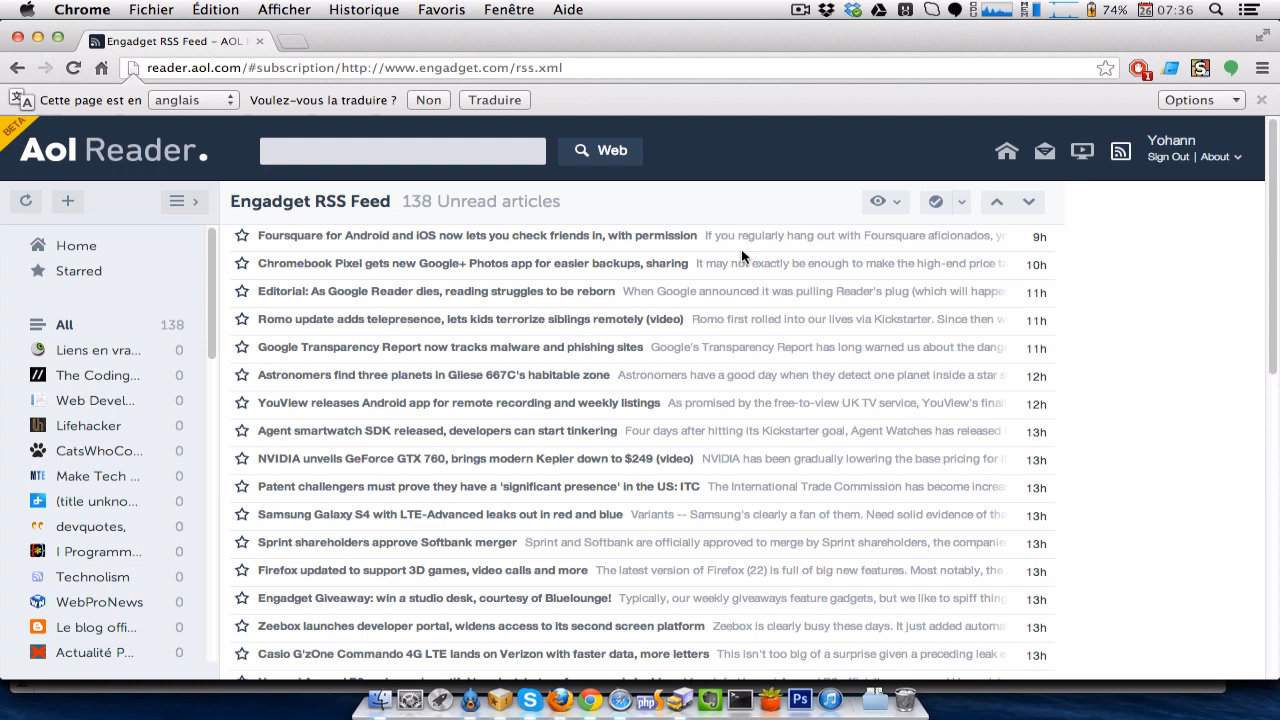 Chrome Fichier Édition Afficher Historique Favoris Fenêtre Aide 74% 07:36
Engadget RSS Feed – AOL
reader.aol.com/#subscription/http://www.engadget.com/rss.xml
Cette page est en anglais Voulez-vous la traduire ? Non Traduire Options
BETA
Aol Reader. Web
Yohann
Sign Out | About
Engadget RSS Feed 138 Unread articles
Home
Starred
All 138
Liens en vra... 0
The Coding... 0
Web Devel... 0
Lifehacker 0
CatsWhoCo... 0
Make Tech ... 0
(title unkno... 0
devquotes, 0
I Programm... 0
Technolism 0
WebProNews 0
Le blog offi... 0
Actualité P... 0
Foursquare for Android and iOS now lets you check friends in, with permission If you regularly hang out with Foursquare aficionados, 9h
Chromebook Pixel gets new Google+ Photos app for easier backups, sharing It may not exactly be enough to make the high-end price 10h
Editorial: As Google Reader dies, reading struggles to be reborn When Google announced it was pulling Reader's plug (which will happe 11h
Romo update adds telepresence, lets kids terrorize siblings remotely (video) Romo first rolled into our lives via Kickstarter. Since then 11h
Google Transparency Report now tracks malware and phishing sites Google's Transparency Report has long warned us about the dang 11h
Astronomers find three planets in Gliese 667C's habitable zone Astronomers have a good day when they detect one planet inside a star 12h
YouView releases Android app for remote recording and weekly listings As promised by the free-to-view UK TV service, YouView's final 12h
Agent smartwatch SDK released, developers can start tinkering Four days after hitting its Kickstarter goal, Agent Watches has released 13h
NVIDIA unveils GeForce GTX 760, brings modern Kepler down to $249 (video) NVIDIA has been gradually lowering the base pricing for 13h
Patent challengers must prove they have a 'significant presence' in the US: ITC The International Trade Commission has become increa 13h
Samsung Galaxy S4 with LTE-Advanced leaks out in red and blue Variants -- Samsung's clearly a fan of them. Need solid evidence of tha 13h
Sprint shareholders approve Softbank merger Sprint and Softbank are officially approved to merge by Sprint shareholders, the companie 13h
Firefox updated to support 3D games, video calls and more The latest version of Firefox (22) is full of big new features. Most notably, the 13h
Engadget Giveaway: win a studio desk, courtesy of Bluelounge! Typically, our weekly giveaways feature gadgets, but we like to spiff thing 13h
Zeebox launches developer portal, widens access to its second screen platform Zeebox is clearly busy these days. It just added automa 13h
Casio G'zOne Commando 4G LTE lands on Verizon with faster data, more letters This isn't too big of a surprise given a preceding leak 13h